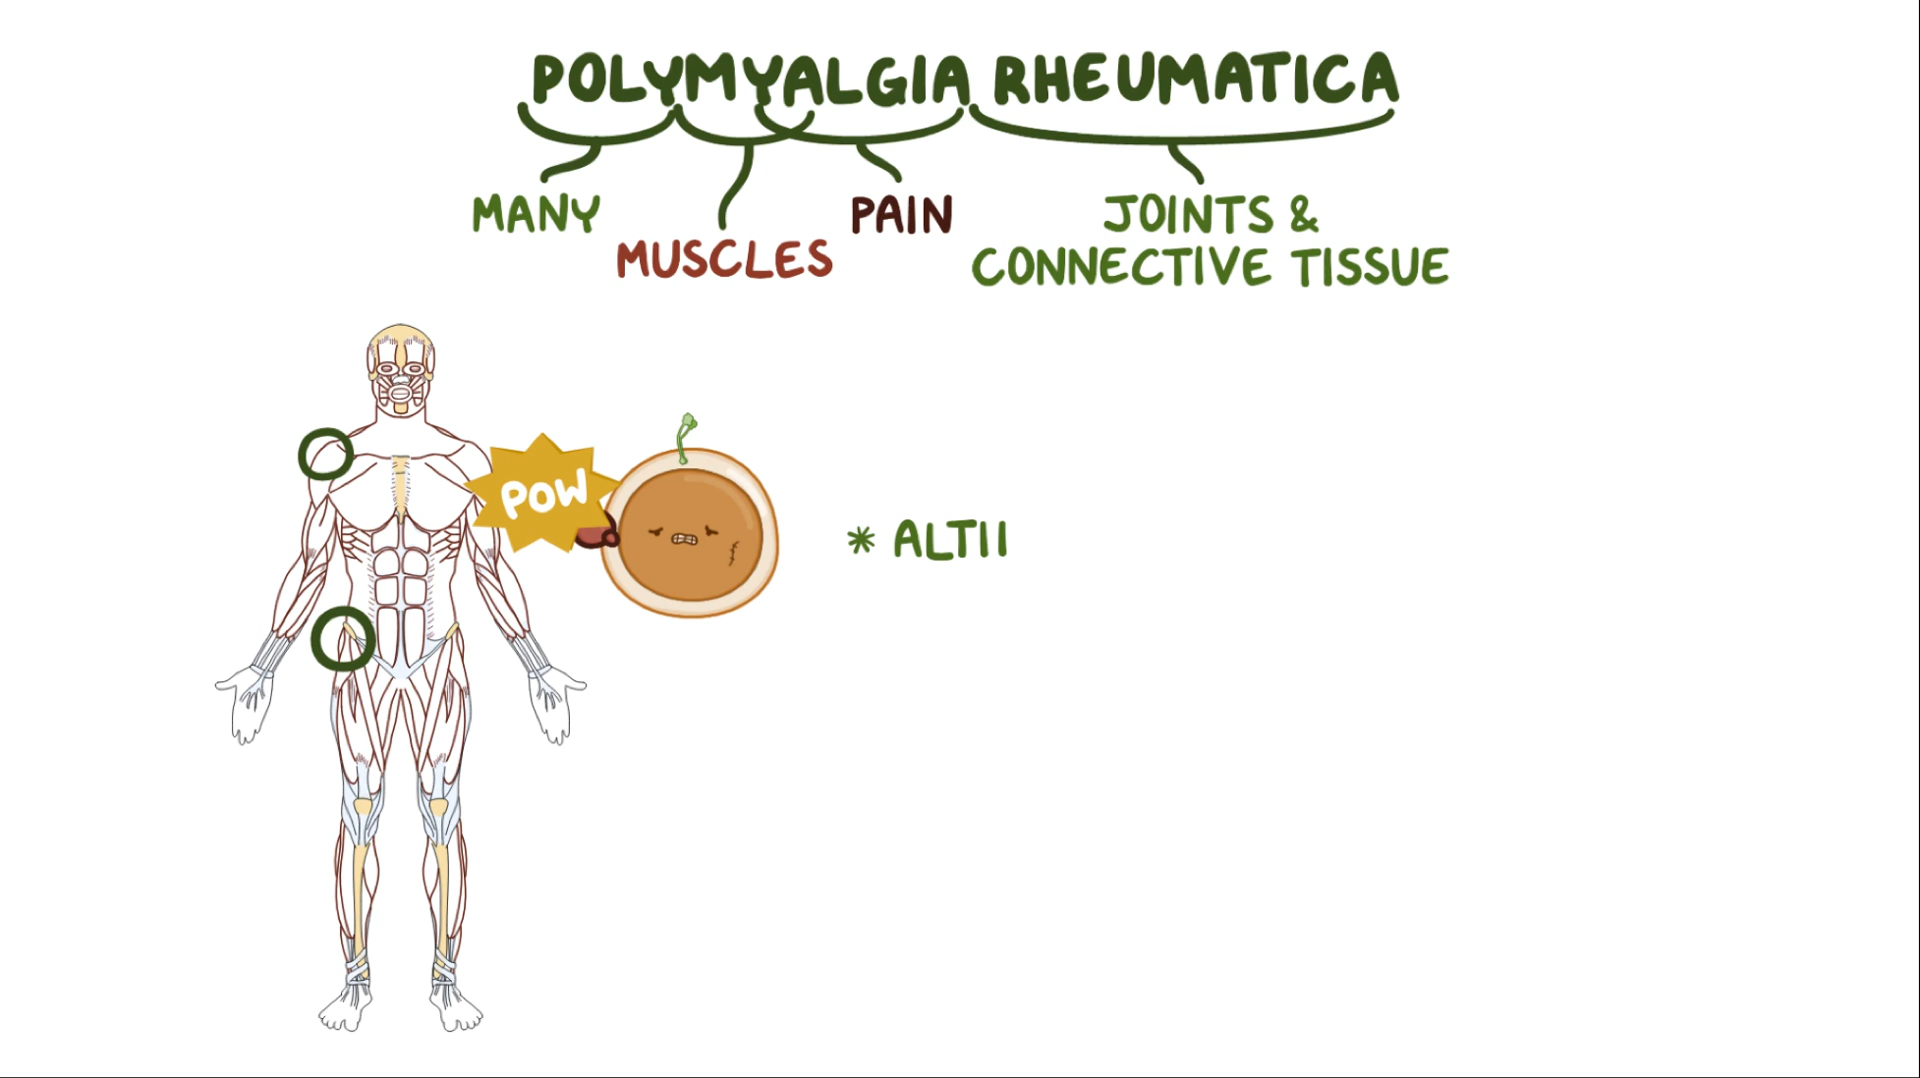 POLYMYALGIA RHEUMATICA
MANY
MUSCLES
PAIN
JOINTS &
CONNECTIVE TISSUE
POW
* ALTII